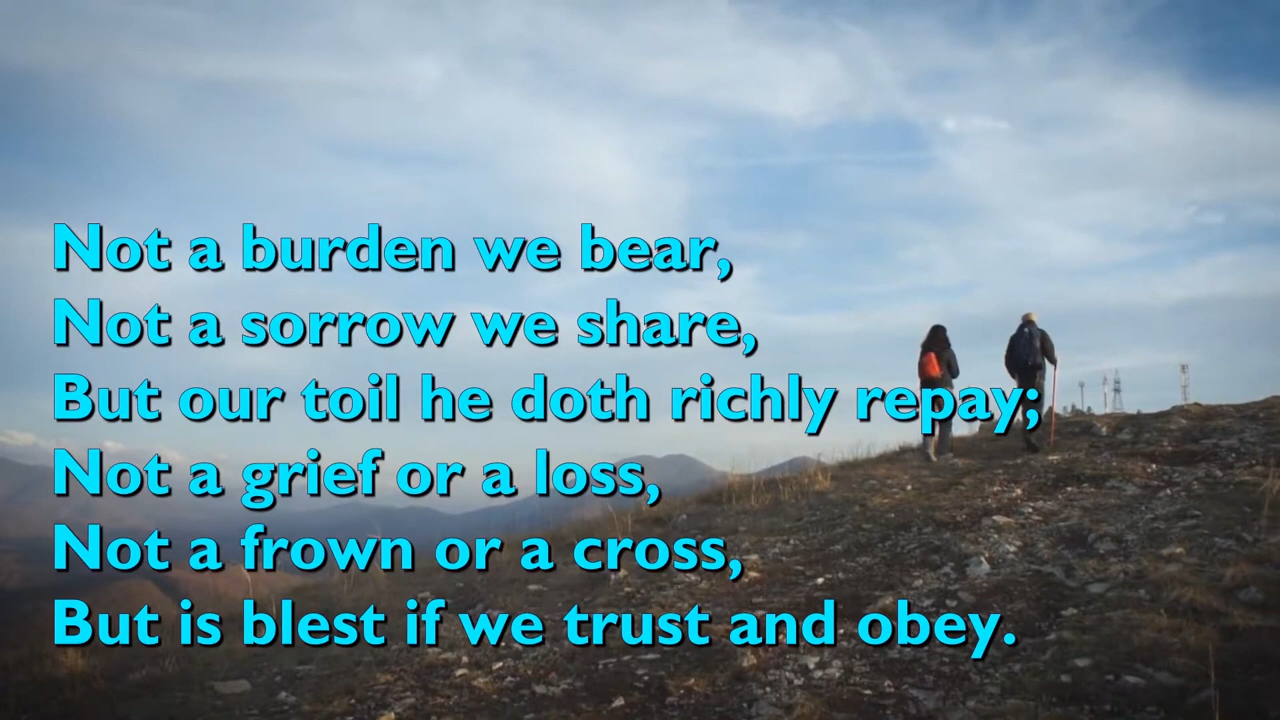 Not a burden we bear,
Not a sorrow we share,
But our toil he doth richly repay;
Not a grief or a loss,
Not a frown or a cross,
But is blest if we trust and obey.